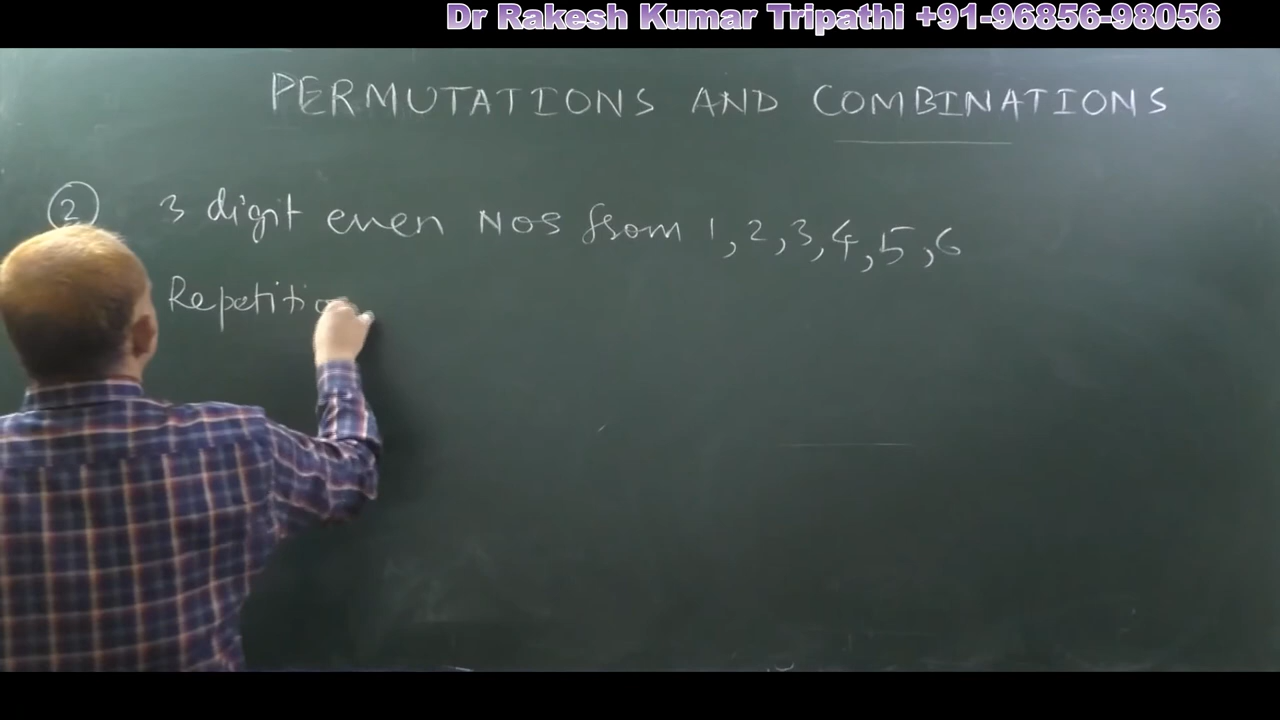 Dr Rakesh Kumar Tripathi +91-96856-98056
PERMUTATIONS AND COMBINATIONS
2 3 digit even NOS from 1, 2, 3, 4, 5, 6
Repetitio